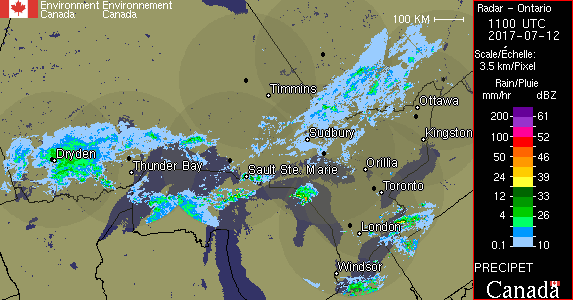 Environment Environnement
Canada Canada
100 KM
Timmins
Ottawa
Sudbury
Kingston
Dryden
Thunder Bay
Sault Ste. Marie
Orillia
Toronto
London
Windsor
Radar - Ontario
1100 UTC
2017-07-12
Scale/Échelle:
3.5 km/Pixel
Rain/Pluie
mm/hr dBZ
200 61
100 52
50 46
24 39
12 33
4 26
0.1 10
PRECIPET
Canada